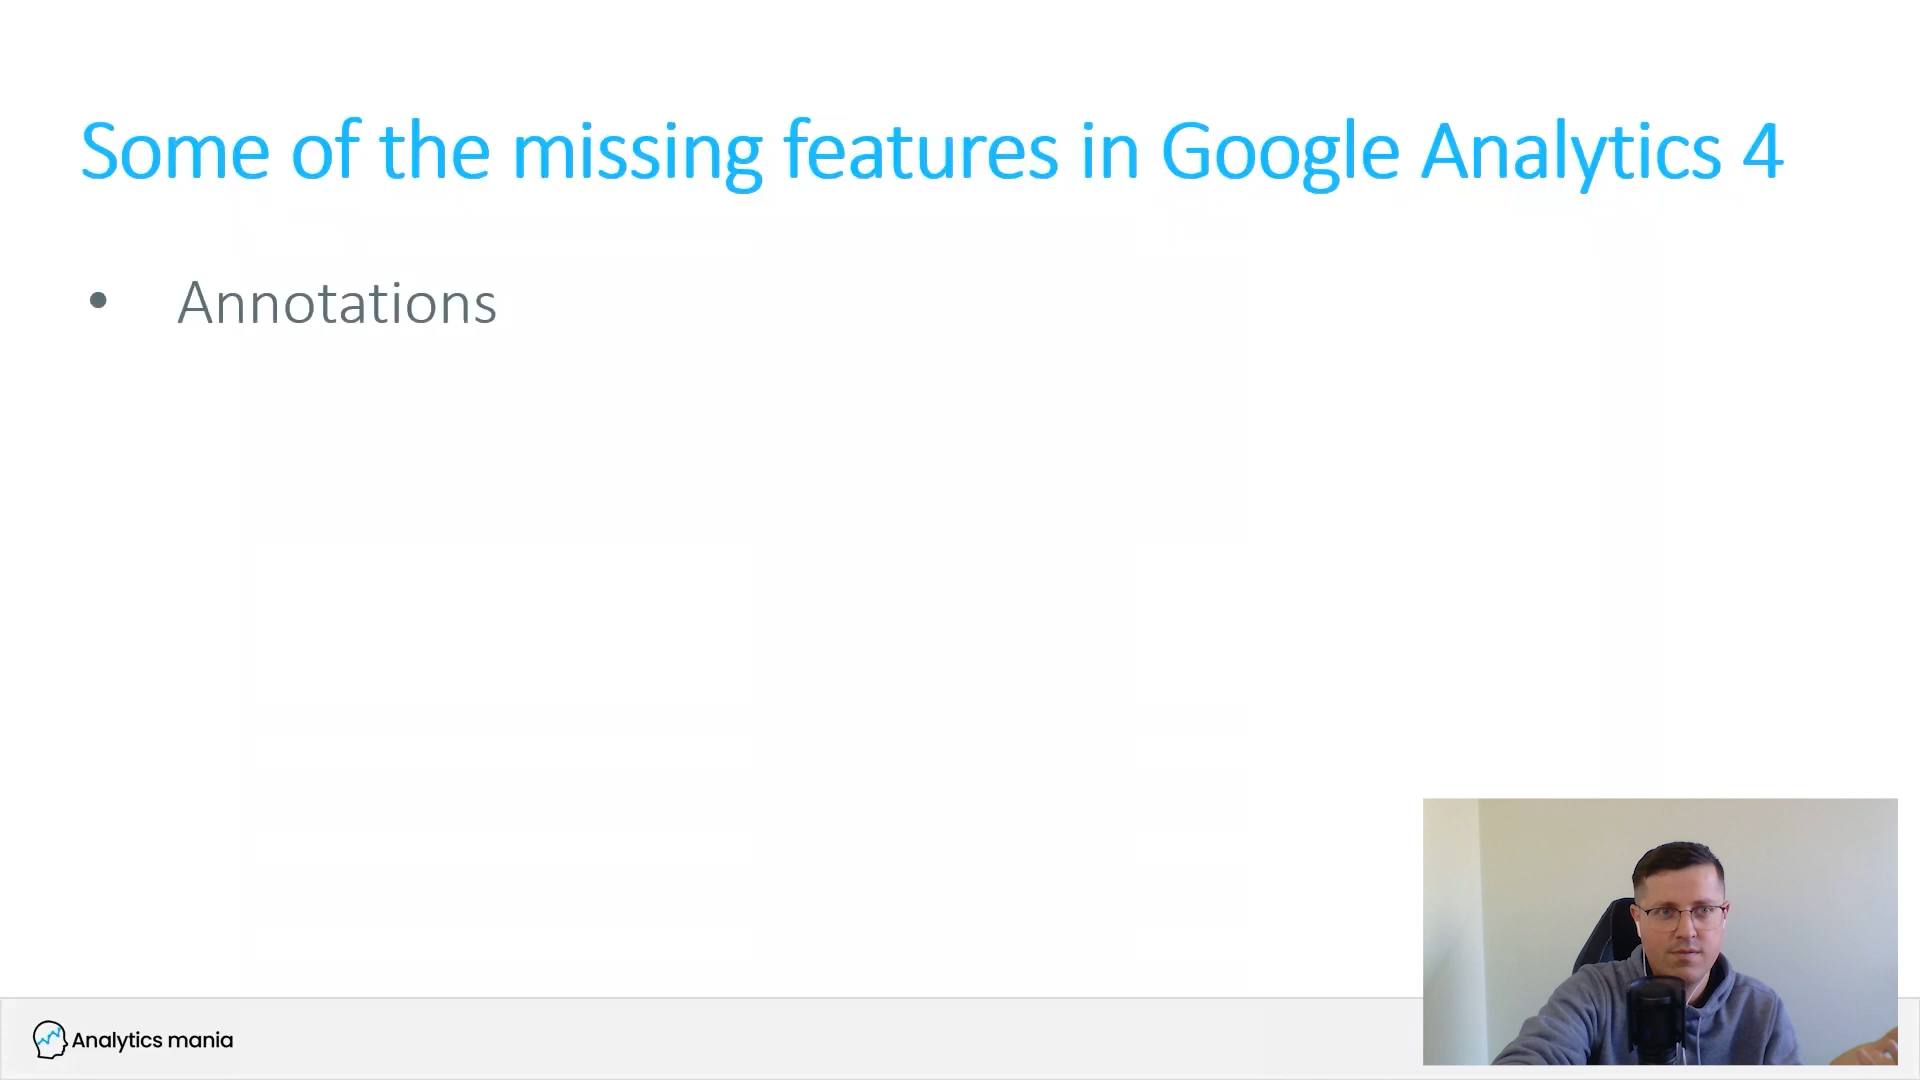 Some of the missing features in Google Analytics 4
• Annotations
Analytics mania